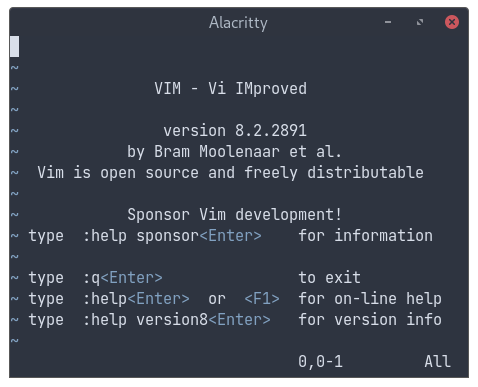 Alacritty
~
~ VIM - Vi IMproved
~
~ version 8.2.2891
~ by Bram Moolenaar et al.
~ Vim is open source and freely distributable
~
~ Sponsor Vim development!
~ type :help sponsor<Enter> for information
~
~ type :q<Enter> to exit
~ type :help<Enter> or <F1> for on-line help
~ type :help version8<Enter> for version info
~
0,0-1 All